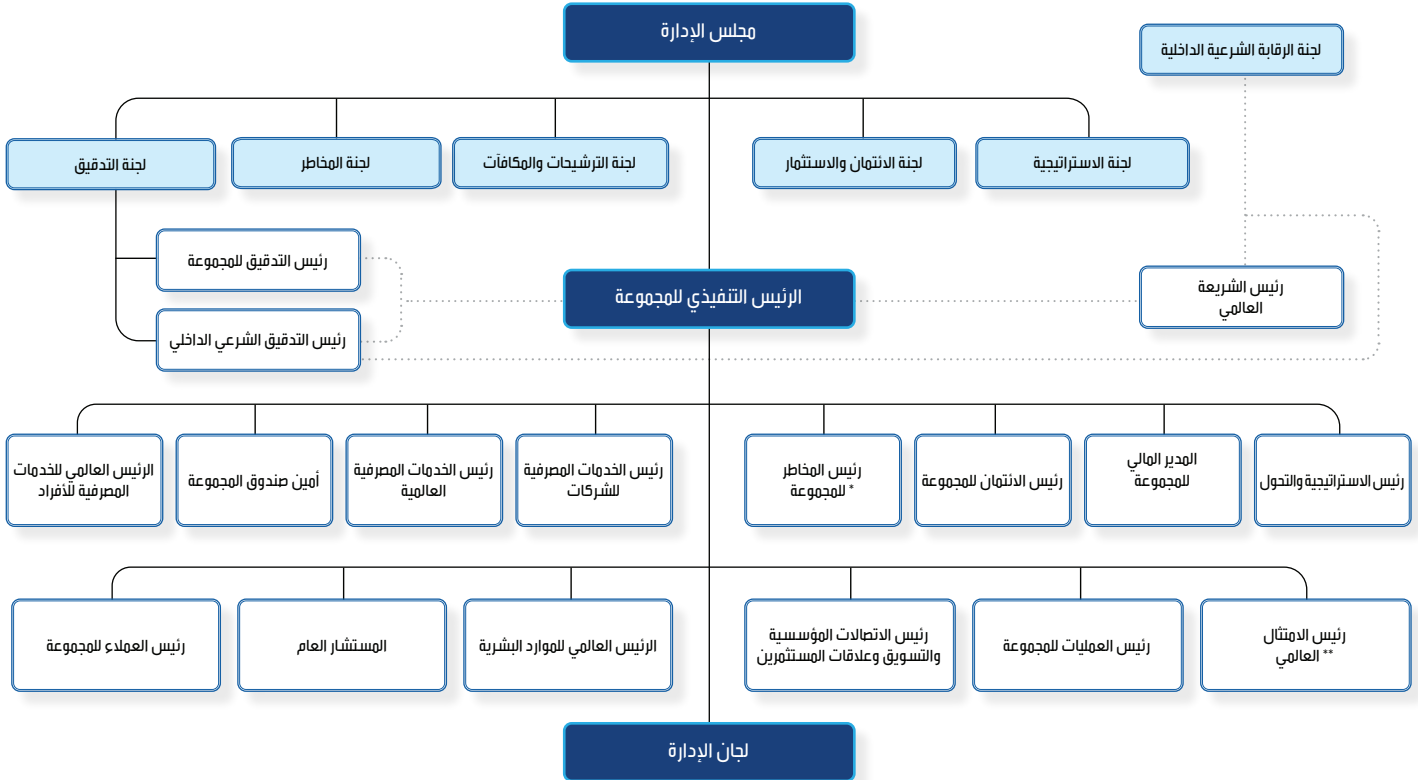 مجلس الإدارة
لجنة الرقابة الشرعية الداخلية
لجنة الاستراتيجية
لجنة الائتمان والاستثمار
لجنة الترشيحات والمكافآت
لجنة المخاطر
لجنة التدقيق
رئيس التدقيق للمجموعة
رئيس الشريعة
العالمي
الرئيس التنفيذي للمجموعة
رئيس التدقيق الشرعي الداخلي
رئيس الاستراتيجية والتحول
المدير المالي
للمجموعة
رئيس الائتمان للمجموعة
رئيس المخاطر
للمجموعة *
رئيس الخدمات المصرفية
للشركات
رئيس الخدمات المصرفية
العالمية
أمين صندوق المجموعة
الرئيس العالمي للخدمات
المصرفية للأفراد
رئيس الامتثال
العالمي **
رئيس العمليات للمجموعة
رئيس الاتصالات المؤسسية
والتسويق وعلاقات المستثمرين
الرئيس العالمي للموارد البشرية
المستشار العام
رئيس العملاء للمجموعة
لجان الإدارة